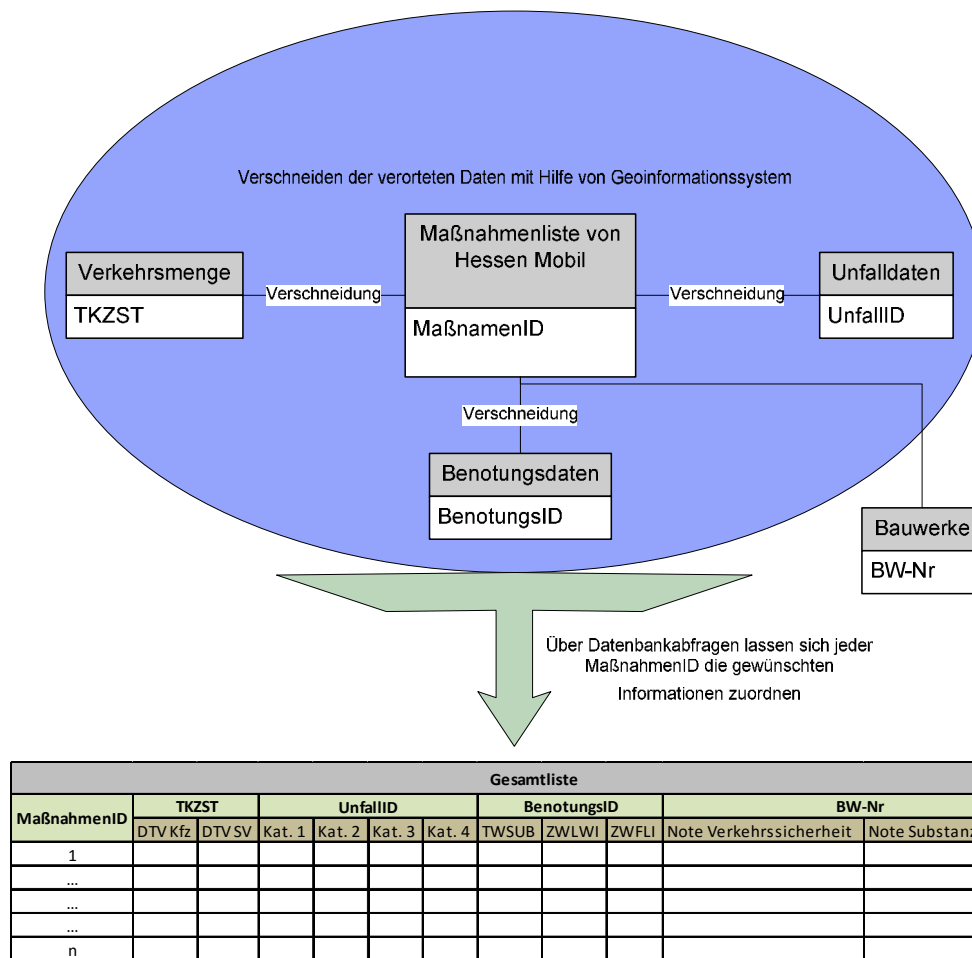 Verschneiden der verorteten Daten mit Hilfe von Geoinformationssystem
Maßnahmenliste von
Hessen Mobil
MaßnamenID
Verkehrsmenge
TKZST
Verschneidung
Verschneidung
Unfalldaten
UnfallID
Verschneidung
Benotungsdaten
BenotungsID
Bauwerke
BW-Nr
Über Datenbankabfragen lassen sich jeder
MaßnahmenID die gewünschten
Informationen zuordnen
Gesamtliste
MaßnahmenID TKZST UnfallID BenotungsID BW-Nr
DTV Kfz DTV SV Kat. 1 Kat. 2 Kat. 3 Kat. 4 TWSUB ZWLWI ZWFLI Note Verkehrssicherheit Note Substanz
1
...
...
...
n